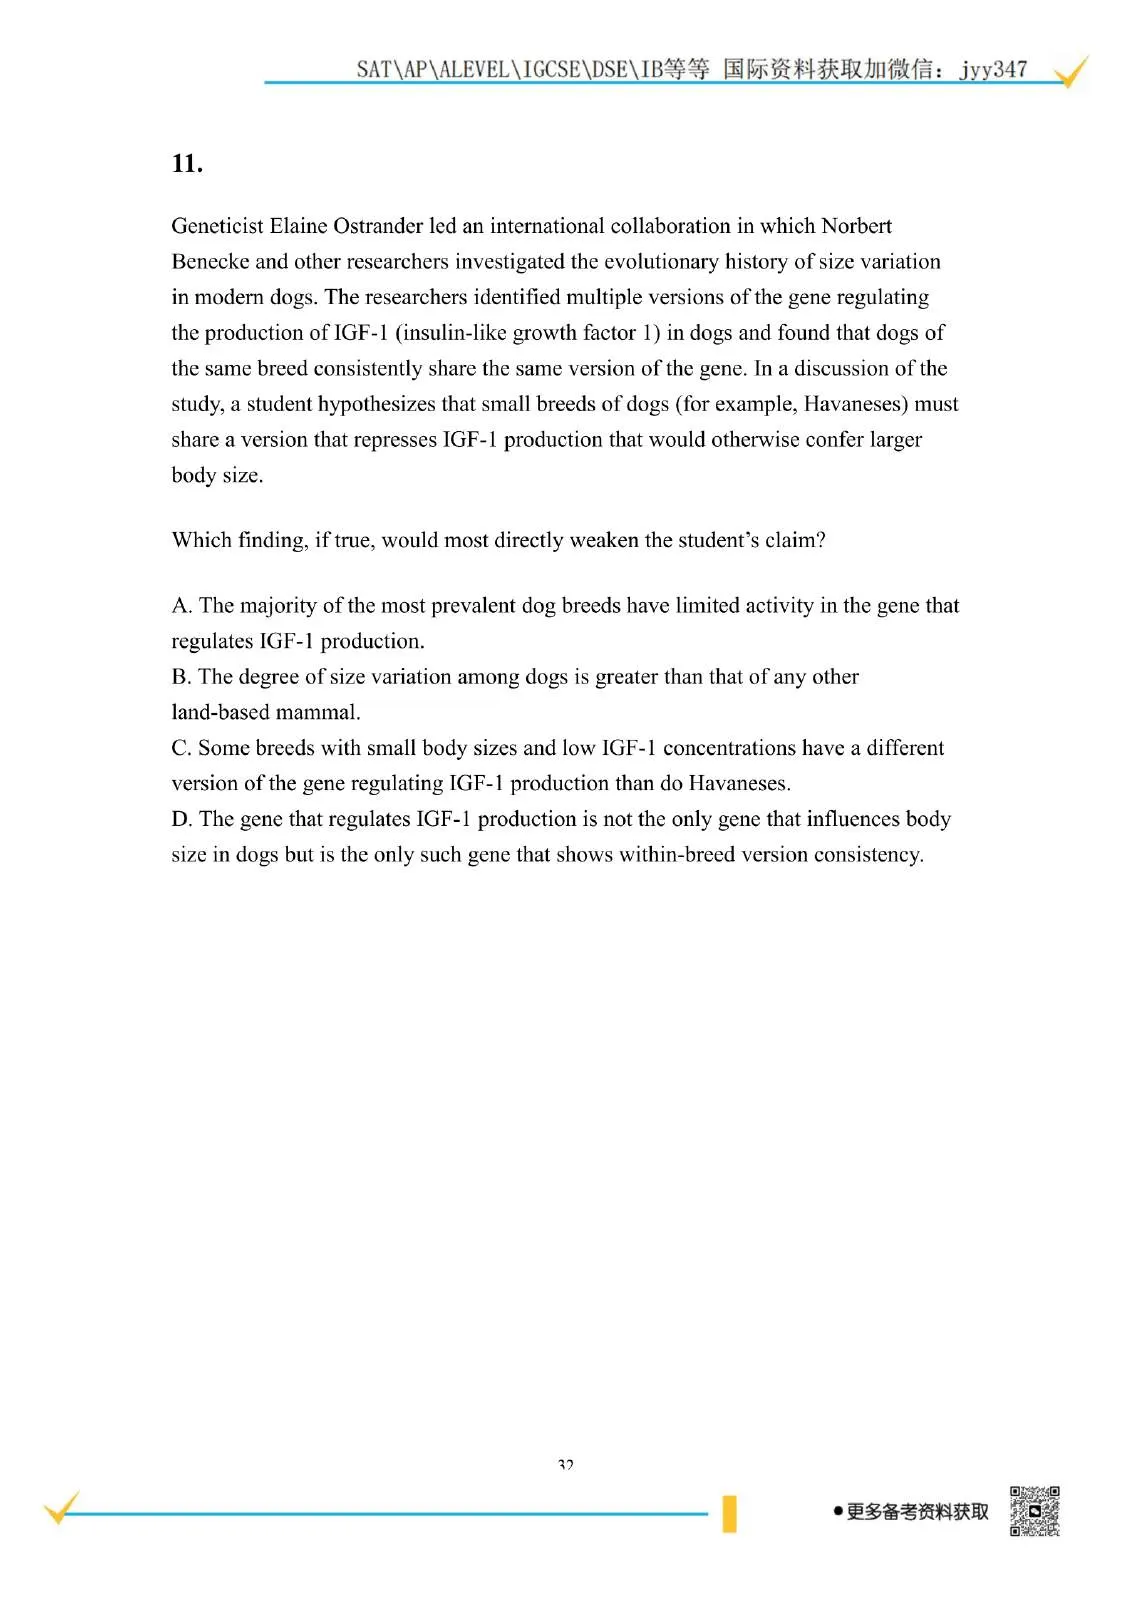 SAT\AP\ALEVEL\IGCSE\DSE\IB等等 国际资料获取加微信：jyy347
11.
Geneticist Elaine Ostrander led an international collaboration in which Norbert
Benecke and other researchers investigated the evolutionary history of size variation
in modern dogs. The researchers identified multiple versions of the gene regulating
the production of IGF-1 (insulin-like growth factor 1) in dogs and found that dogs of
the same breed consistently share the same version of the gene. In a discussion of the
study, a student hypothesizes that small breeds of dogs (for example, Havaneses) must
share a version that represses IGF-1 production that would otherwise confer larger
body size.
Which finding, if true, would most directly weaken the student’s claim?
A. The majority of the most prevalent dog breeds have limited activity in the gene that
regulates IGF-1 production.
B. The degree of size variation among dogs is greater than that of any other
land-based mammal.
C. Some breeds with small body sizes and low IGF-1 concentrations have a different
version of the gene regulating IGF-1 production than do Havaneses.
D. The gene that regulates IGF-1 production is not the only gene that influences body
size in dogs but is the only such gene that shows within-breed version consistency.
32
•更多备考资料获取